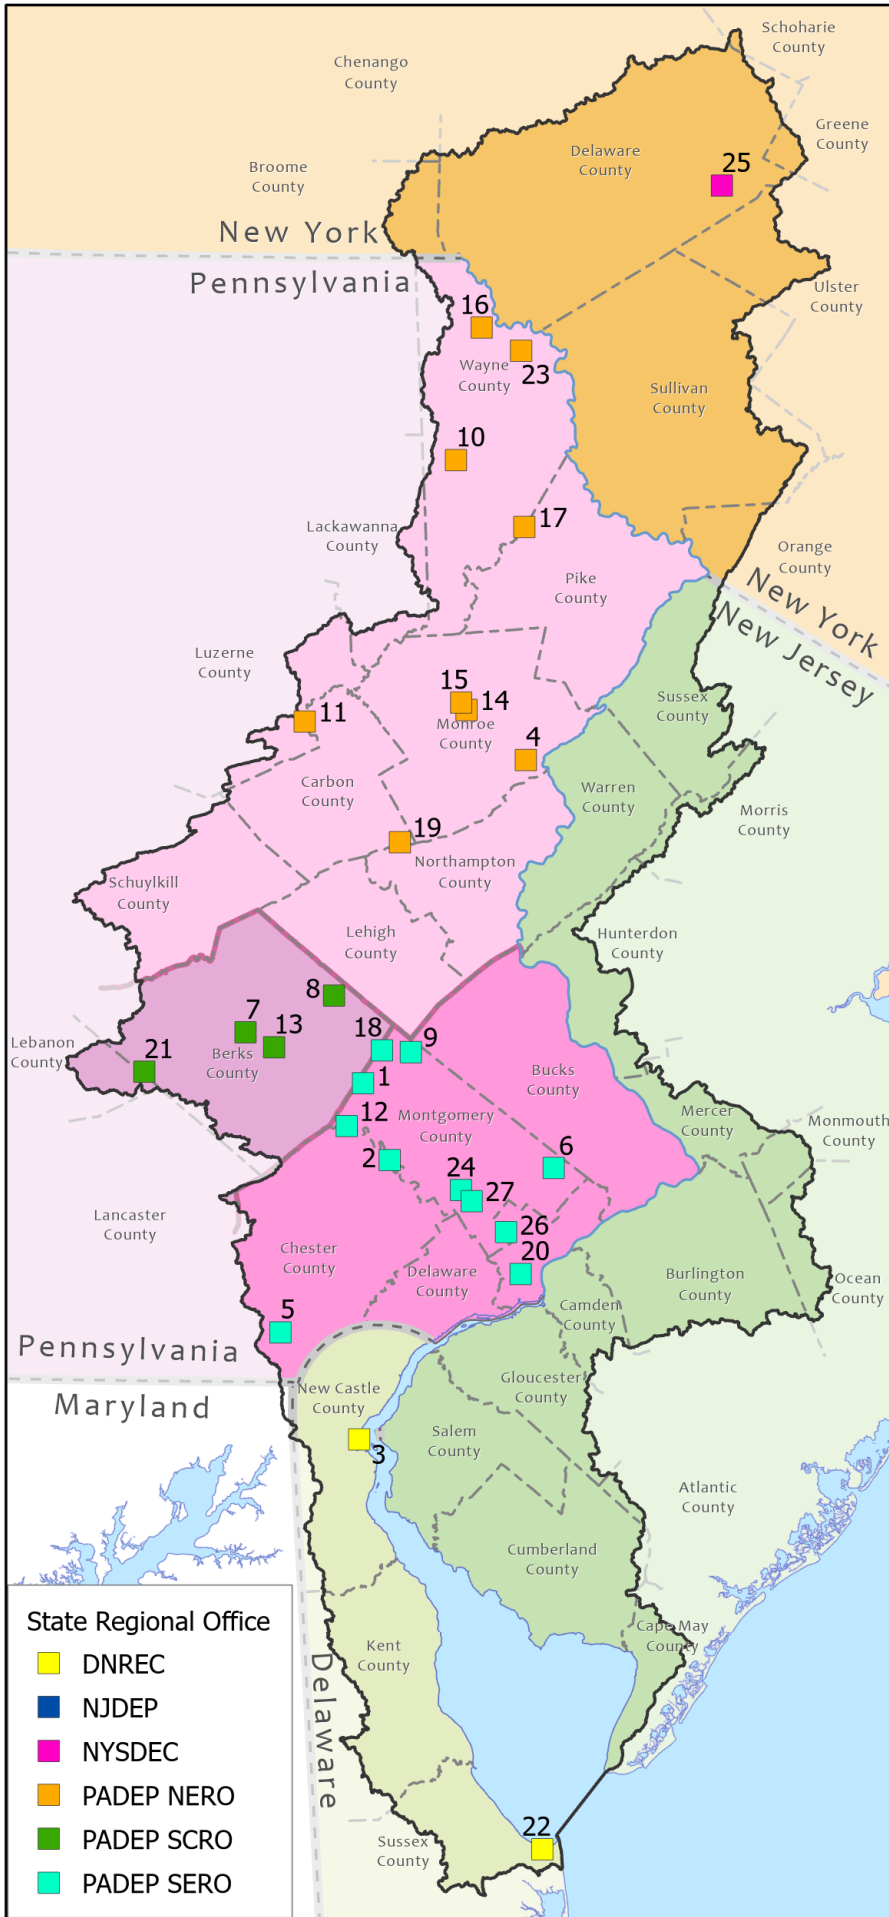 Schoharie
County
Chenango
County
Greene
County
Delaware
County
25
Broome
County
New York
Pennsylvania
Ulster
County
16
Wayne
County
23
Sullivan
County
10
17
Lackawanna
County
Orange
County
Pike
County
New York
New Jersey
Luzerne
County
15
14
Sussex
County
11
Monroe
County
4
Carbon
County
Warren
County
Morris
County
19
Northampton
County
Schuylkill
County
Lehigh
County
Hunterdon
County
8
7
13
18
9
Lebanon
County
21
Berks
County
1
Bucks
County
12
Montgomery
County
Mercer
County
Monmouth
County
2
6
24
27
Lancaster
County
26
Chester
County
20
Delaware
County
Burlington
County
Ocean
County
Camden
County
5
Pennsylvania
Maryland
New Castle
County
Gloucester
County
3
Salem
County
Atlantic
County
Cumberland
County
Cape May
County
Kent
County
Delaware
22
Sussex
County
State Regional Office
DNREC
NJDEP
NYSDEC
PADEP NERO
PADEP SCRO
PADEP SERO